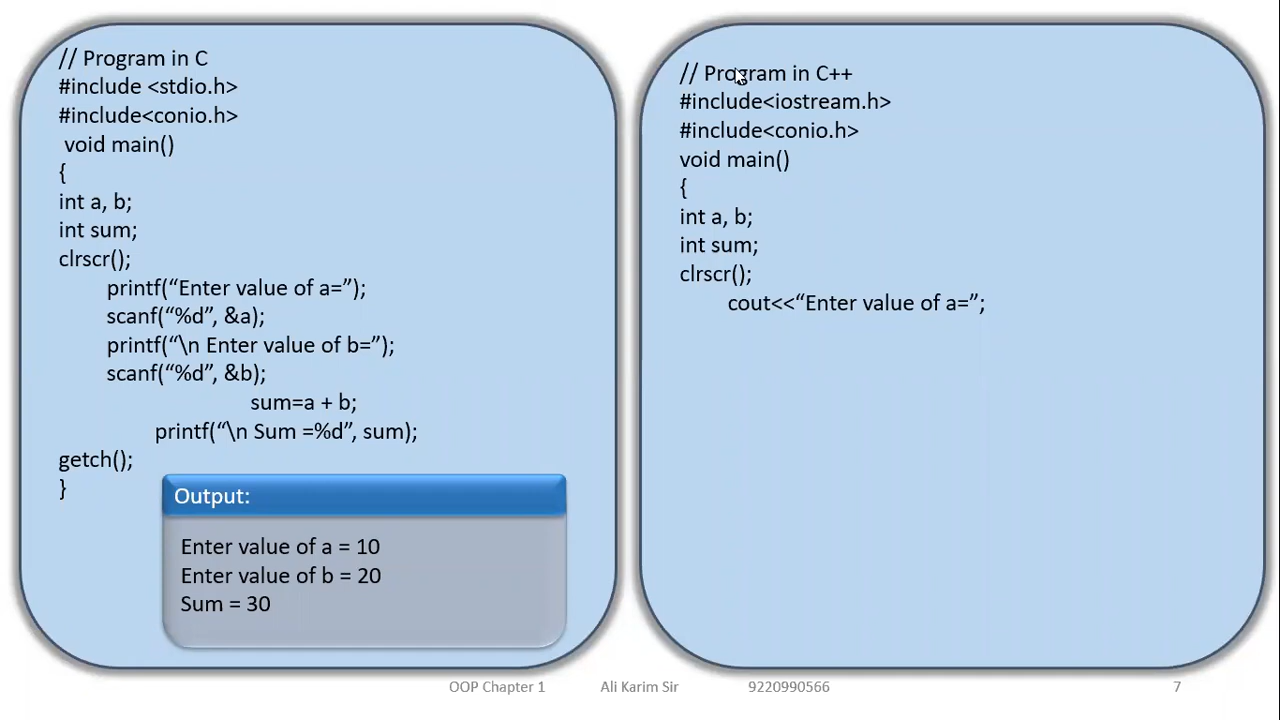 // Program in C
#include <stdio.h>
#include<conio.h>
void main()
{
int a, b;
int sum;
clrscr();
printf(“Enter value of a=”);
scanf(“%d”, &a);
printf(“\n Enter value of b=”);
scanf(“%d”, &b);
sum=a + b;
printf(“\n Sum =%d”, sum);
getch();
}
Output:
Enter value of a = 10
Enter value of b = 20
Sum = 30
// Program in C++
#include<iostream.h>
#include<conio.h>
void main()
{
int a, b;
int sum;
clrscr();
cout<<“Enter value of a=”;
OOP Chapter 1 Ali Karim Sir 9220990566 7